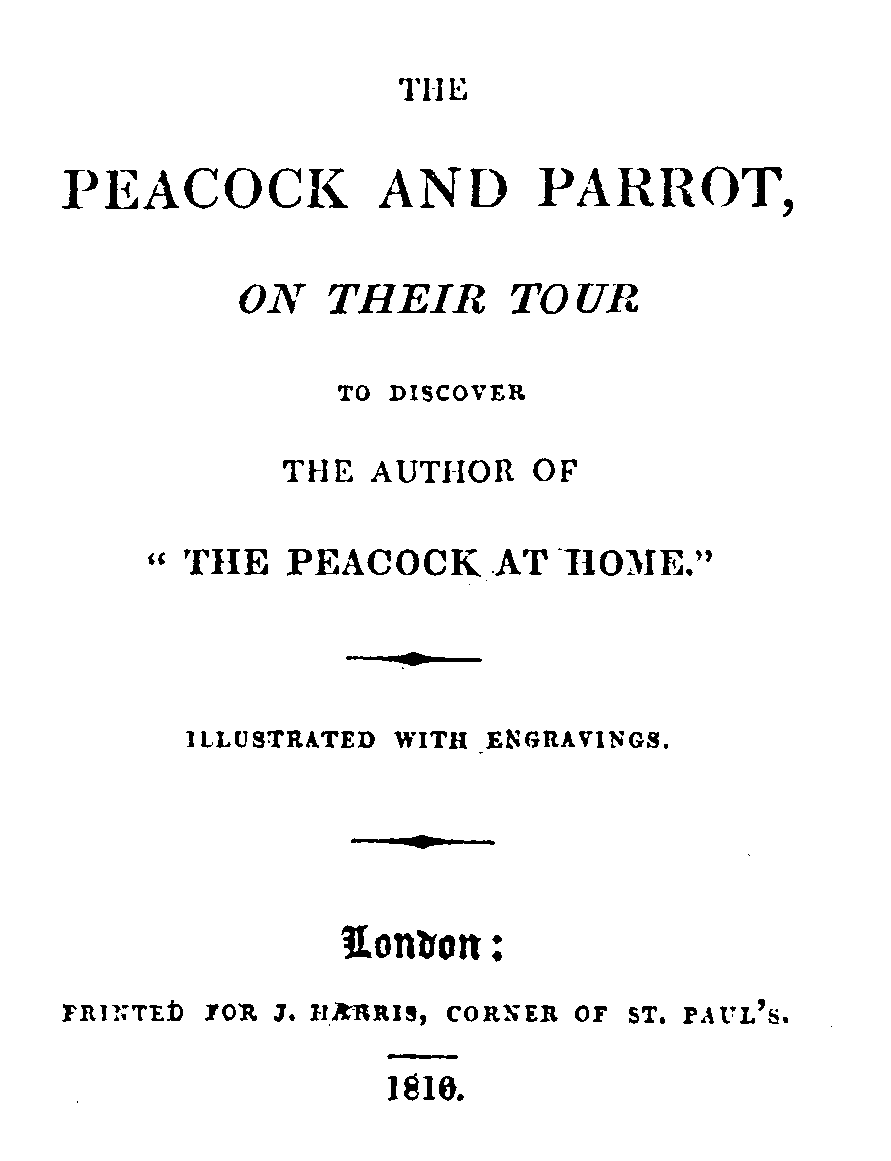 THE
PEACOCK AND PARROT,
ON THEIR TOUR
TO DISCOVER
THE AUTHOR OF
“ THE PEACOCK AT HOME.”
ILLUSTRATED WITH ENGRAVINGS.
London:
PRINTED FOR J. HARRIS, CORNER OF ST. PAUL’S.
1816.